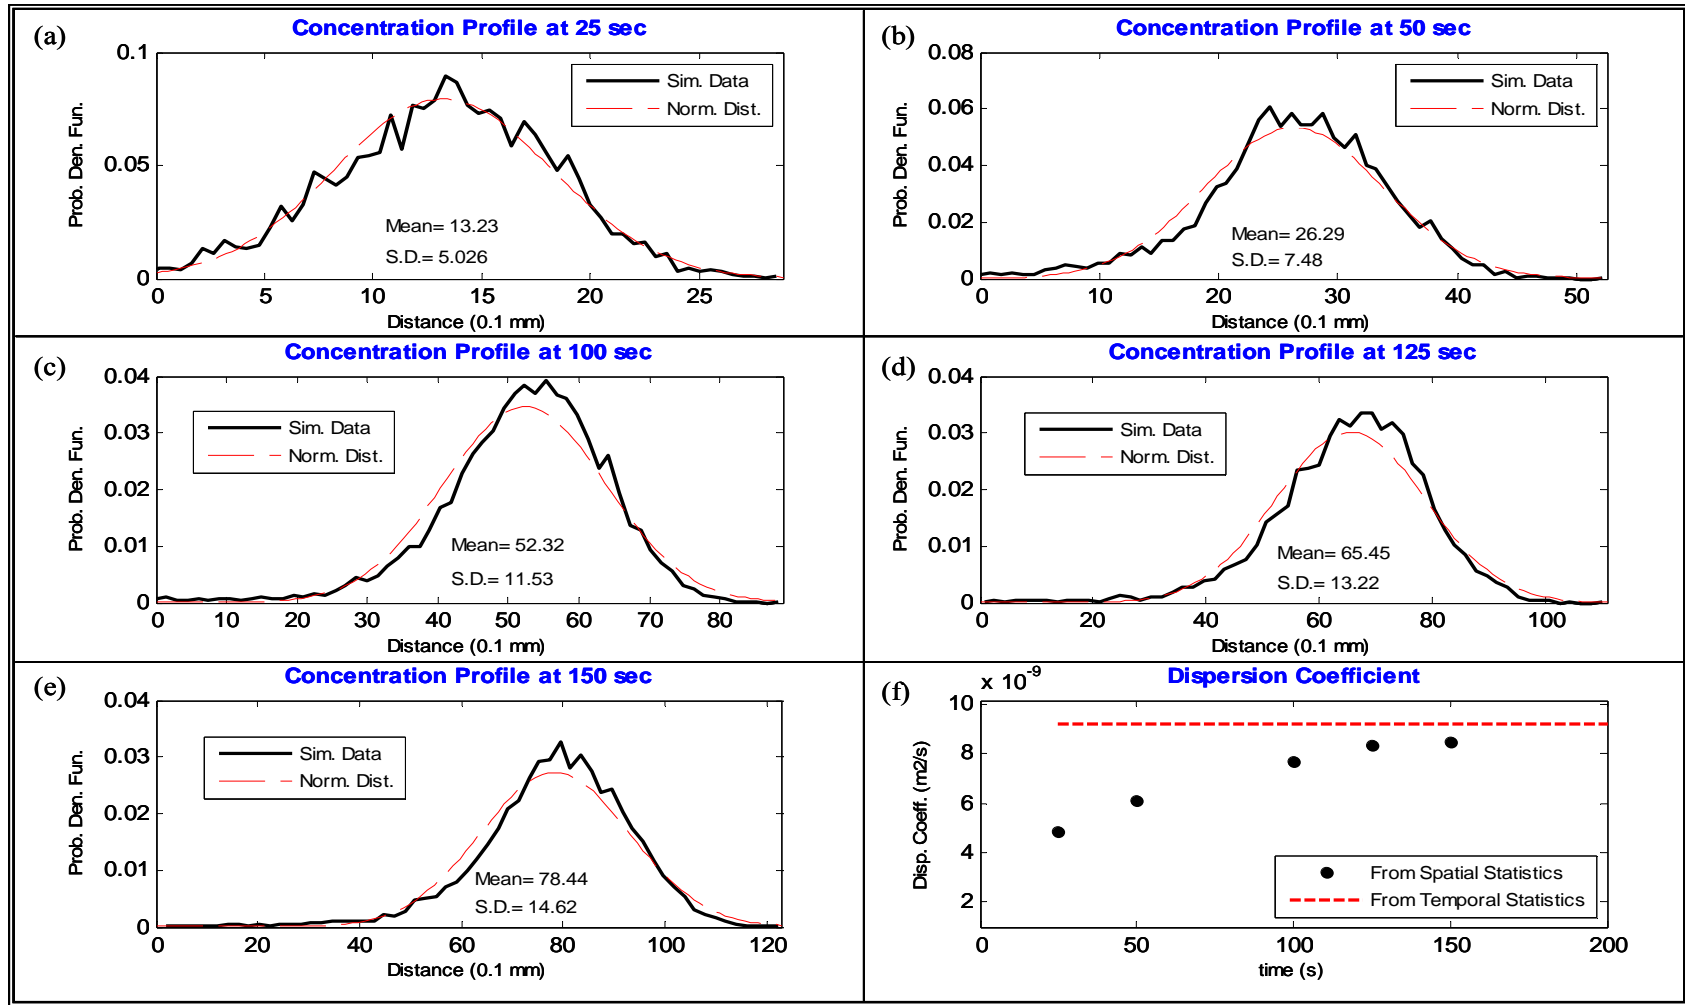 (a)
Concentration Profile at 25 sec
0.1
0.05
0
Prob. Den. Fun.
Sim. Data
Norm. Dist.
Mean= 13.23
S.D.= 5.026
0 5 10 15 20 25
Distance (0.1 mm)
(b)
Concentration Profile at 50 sec
0.08
0.06
0.04
0.02
0
Prob. Den. Fun.
Sim. Data
Norm. Dist.
Mean= 26.29
S.D.= 7.48
0 10 20 30 40 50
Distance (0.1 mm)
(c)
Concentration Profile at 100 sec
0.04
0.03
0.02
0.01
0
Prob. Den. Fun.
Sim. Data
Norm. Dist.
Mean= 52.32
S.D.= 11.53
0 10 20 30 40 50 60 70 80
Distance (0.1 mm)
(d)
Concentration Profile at 125 sec
0.04
0.03
0.02
0.01
0
Prob. Den. Fun.
Sim. Data
Norm. Dist.
Mean= 65.45
S.D.= 13.22
0 20 40 60 80 100
Distance (0.1 mm)
(e)
Concentration Profile at 150 sec
0.04
0.03
0.02
0.01
0
Prob. Den. Fun.
Sim. Data
Norm. Dist.
Mean= 78.44
S.D.= 14.62
0 20 40 60 80 100 120
Distance (0.1 mm)
(f)
x 10^-9
Dispersion Coefficient
10
8
6
4
2
Disp. Coeff. (m2/s)
From Spatial Statistics
From Temporal Statistics
0 50 100 150 200
time (s)